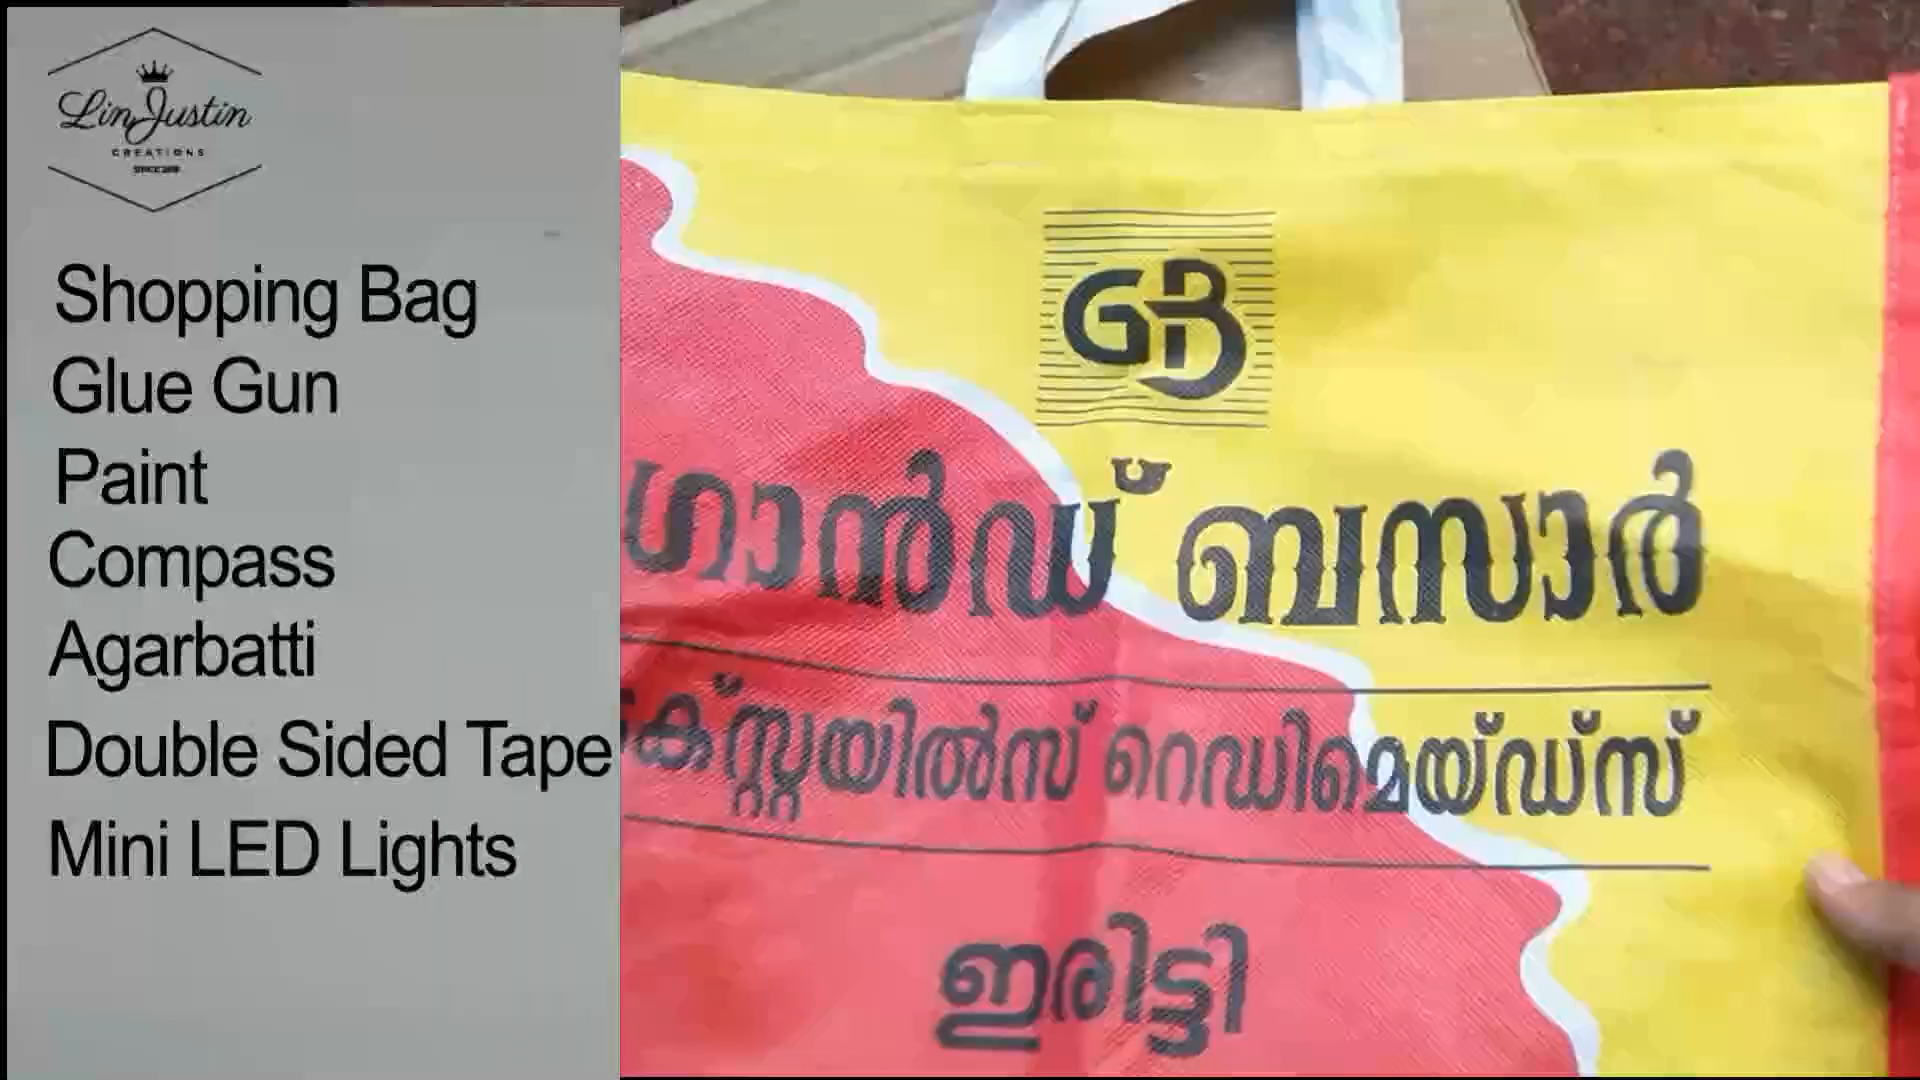 LinJustin
CREATIONS
Shopping Bag
Glue Gun
Paint
Compass
Agarbatti
Double Sided Tape
Mini LED Lights
GB
ഗ്രാൻഡ് ബസാർ
ടെക്സ്റ്റയിൽസ് റെഡിമെയ്ഡ്സ്
ഇരിട്ടി